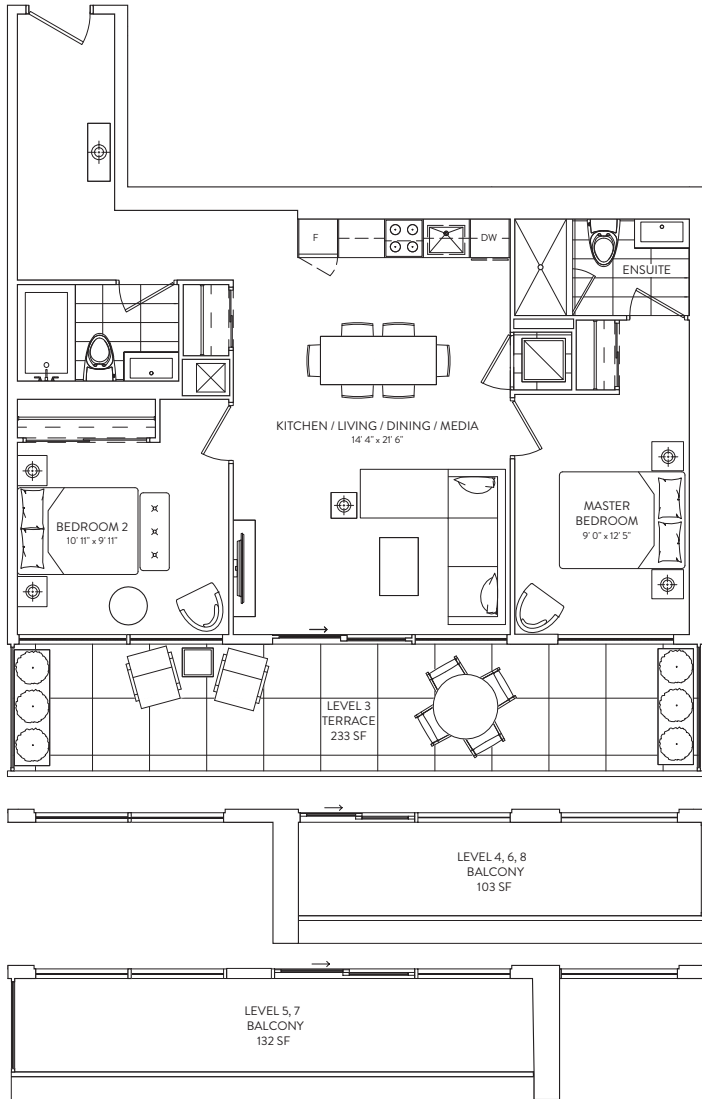 F
DW
ENSUITE
KITCHEN / LIVING / DINING / MEDIA
14' 4" x 21' 6"
BEDROOM 2
10' 11" x 9' 11"
MASTER
BEDROOM
9' 0" x 12' 5"
LEVEL 3
TERRACE
233 SF
LEVEL 4, 6, 8
BALCONY
103 SF
LEVEL 5, 7
BALCONY
132 SF